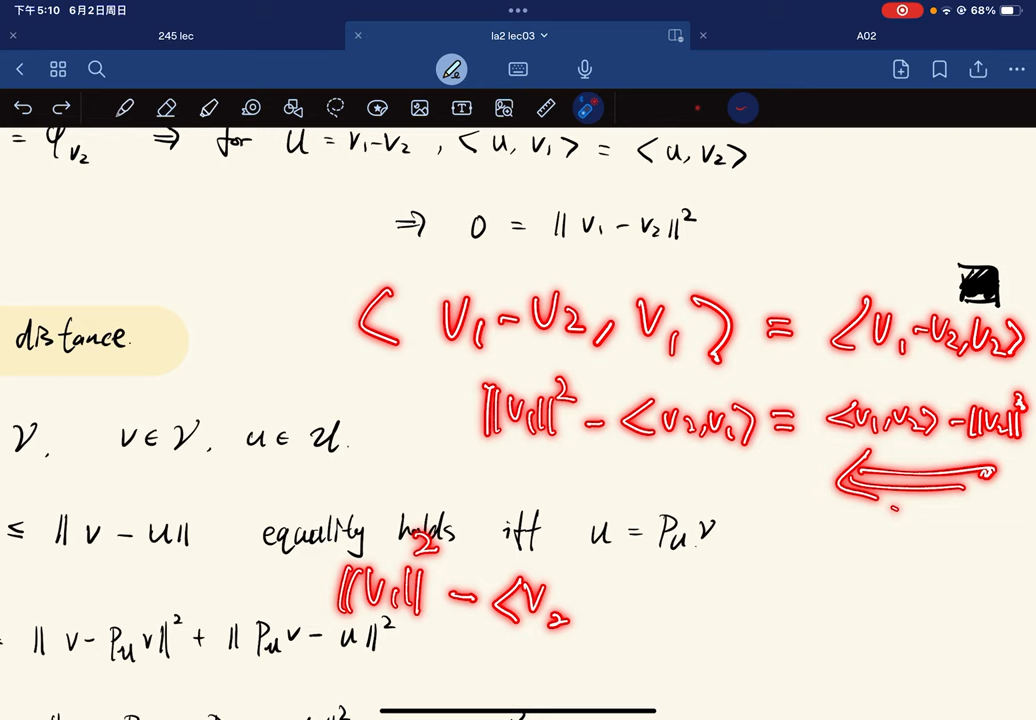 下午5:10 6月2日周日
68%
245 lec
la2 lec03
A02
= φ_{v₂} ⇒ for u = v₁-v₂ , <u, v₁> = <u, v₂>
⇒ 0 = || v₁ - v₂ ||²
< v₁ - v₂, v₁ > = <v₁-v₂,v₂>
distance.
||v₁||² - <v₂,v₁> = <v₁,v₂> - ||v₂||²
𝒱, v ∈ 𝒱, u ∈ 𝒰.
≤ || v - u || equality holds iff u = P_u v
||v₁||² - <v₂
|| v - P_u v ||² + || P_u v - u ||²